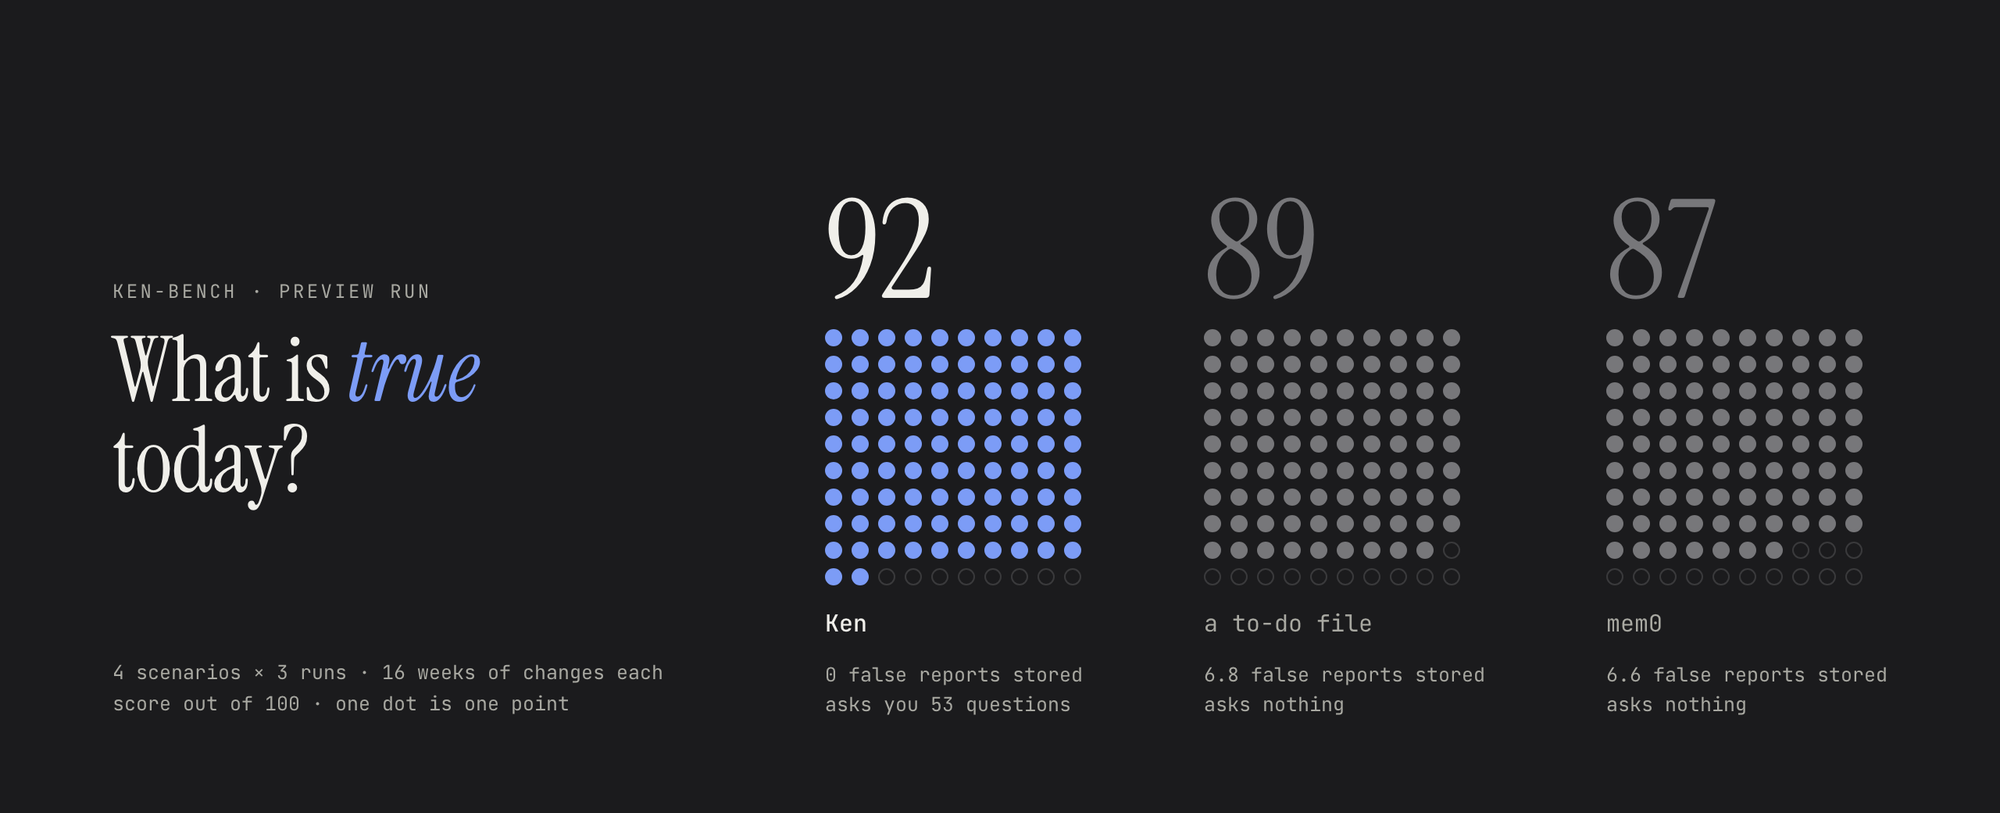 KEN-BENCH · PREVIEW RUN
What is true
today?
4 scenarios × 3 runs · 16 weeks of changes each
score out of 100 · one dot is one point
92
Ken
0 false reports stored
asks you 53 questions
89
a to-do file
6.8 false reports stored
asks nothing
87
mem0
6.6 false reports stored
asks nothing